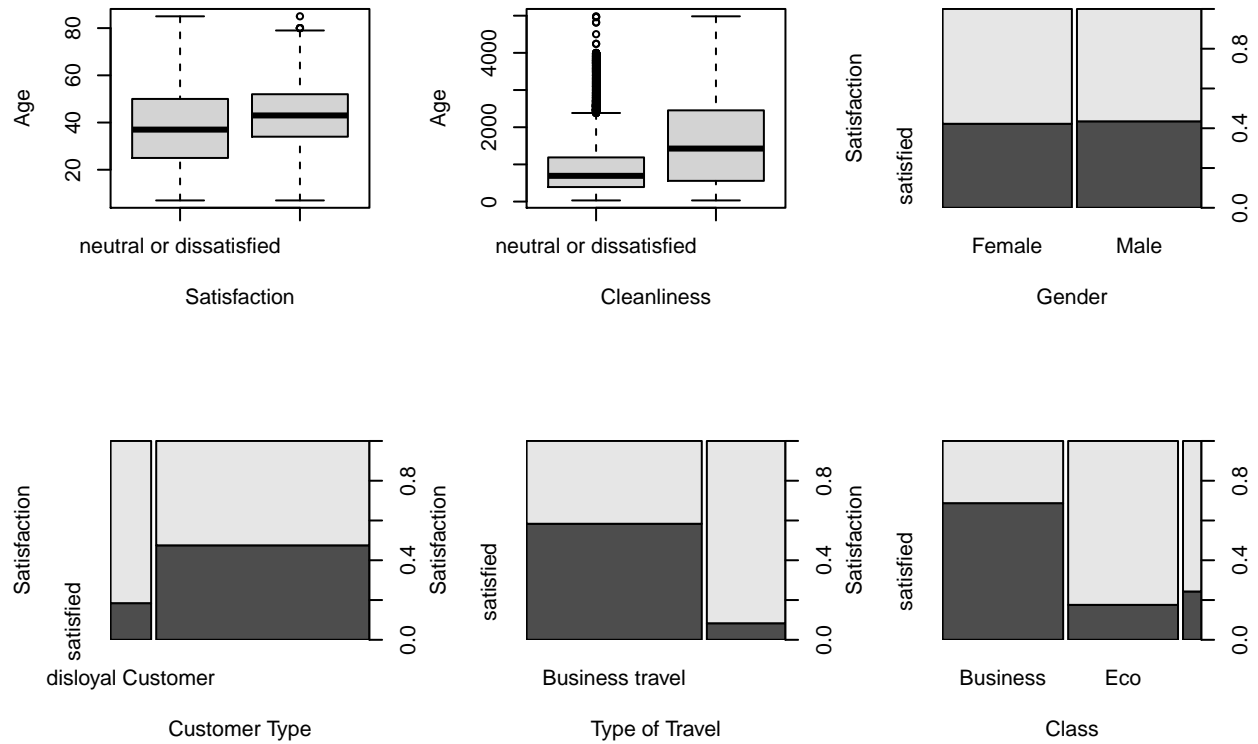 Age
80
60
40
20
neutral or dissatisfied
Satisfaction
Age
4000
2000
0
neutral or dissatisfied
Cleanliness
Satisfaction
satisfied
0.8
0.4
0.0
Female Male
Gender
Satisfaction
satisfied
0.8
0.4
0.0
disloyal Customer
Customer Type
Satisfaction
satisfied
0.8
0.4
0.0
Business travel
Type of Travel
Satisfaction
satisfied
0.8
0.4
0.0
Business Eco
Class